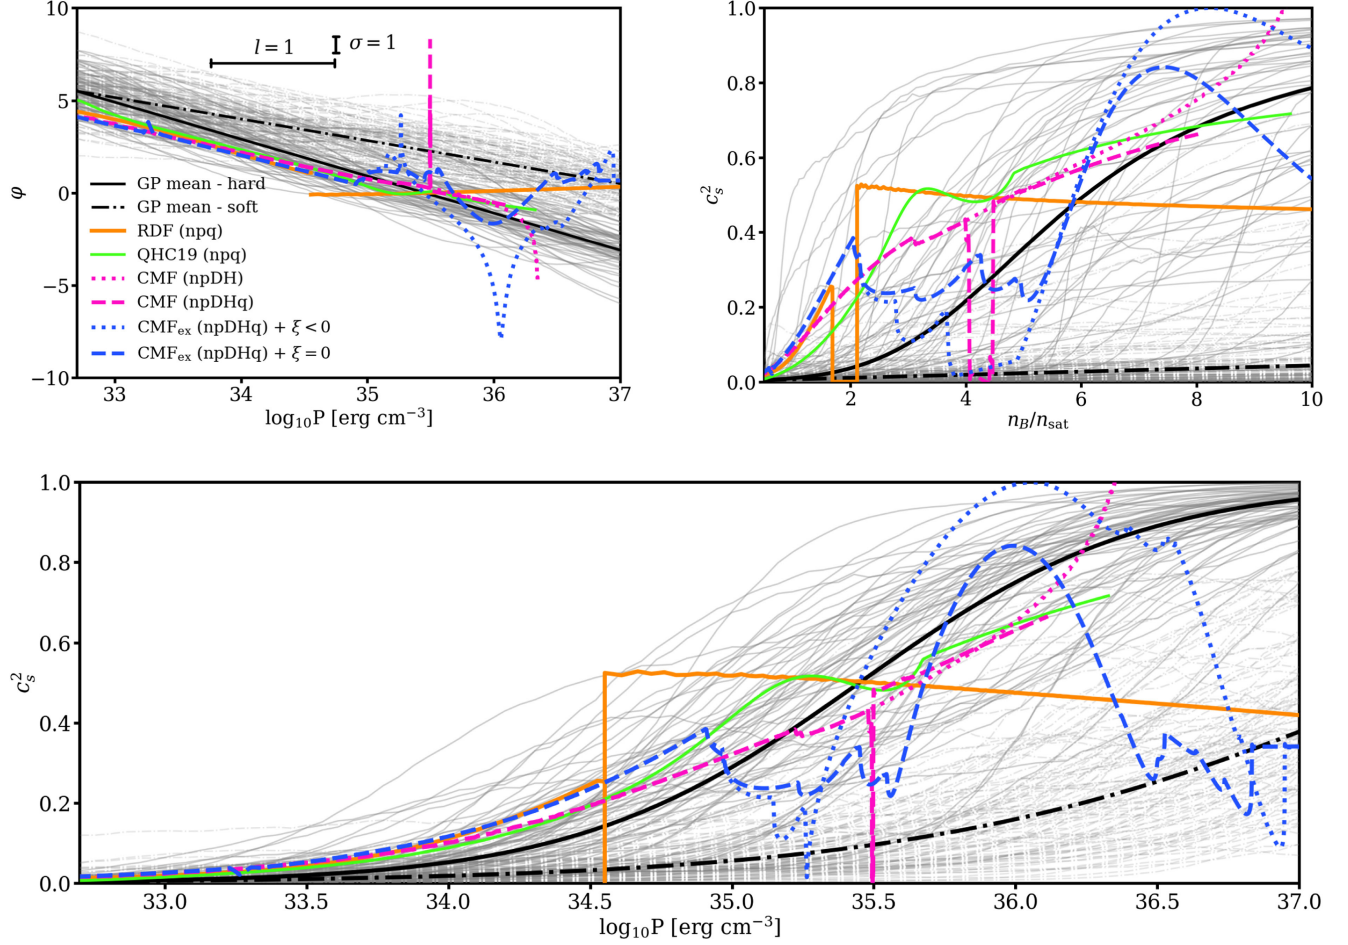 10
5
0
−5
−10
φ
l = 1
σ = 1
GP mean - hard
GP mean - soft
RDF (npq)
QHC19 (npq)
CMF (npDH)
CMF (npDHq)
CMFₑₓ (npDHq) + ξ < 0
CMFₑₓ (npDHq) + ξ = 0
33 34 35 36 37
log₁₀P [erg cm⁻³]
1.0
0.8
0.6
0.4
0.2
0.0
cₛ²
2 4 6 8 10
n_B/n_sat
1.0
0.8
0.6
0.4
0.2
0.0
cₛ²
33.0 33.5 34.0 34.5 35.0 35.5 36.0 36.5 37.0
log₁₀P [erg cm⁻³]